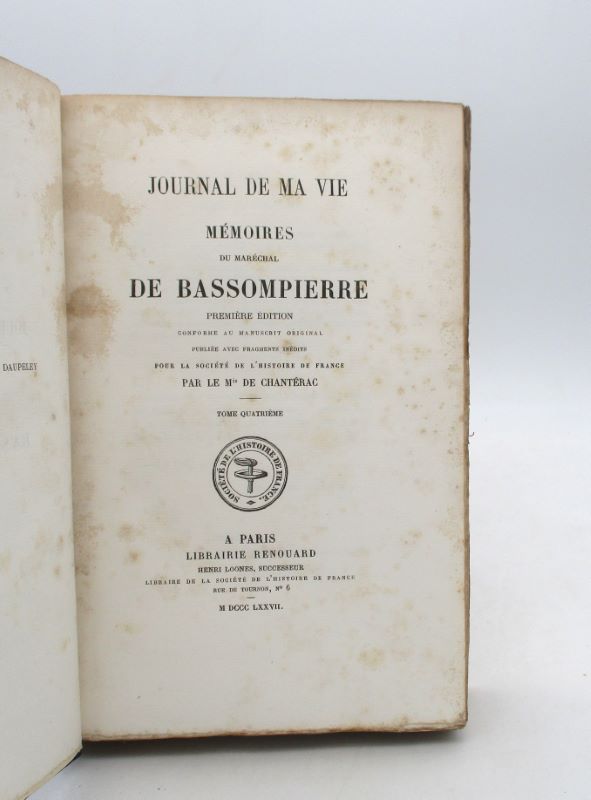 DAUPELEY
JOURNAL DE MA VIE
MÉMOIRES
DU MARÉCHAL
DE BASSOMPIERRE
PREMIÈRE ÉDITION
CONFORME AU MANUSCRIT ORIGINAL
PUBLIÉE AVEC FRAGMENTS INÉDITS
POUR LA SOCIÉTÉ DE L'HISTOIRE DE FRANCE
PAR LE Mis DE CHANTÉRAC
TOME QUATRIÈME
SOCIÉTÉ DE L'HISTOIRE DE FRANCE.
A PARIS
LIBRAIRIE RENOUARD
HENRI LOONES, SUCCESSEUR
LIBRAIRE DE LA SOCIÉTÉ DE L'HISTOIRE DE FRANCE
RUE DE TOURNON, No 6
M DCCC LXXVII.